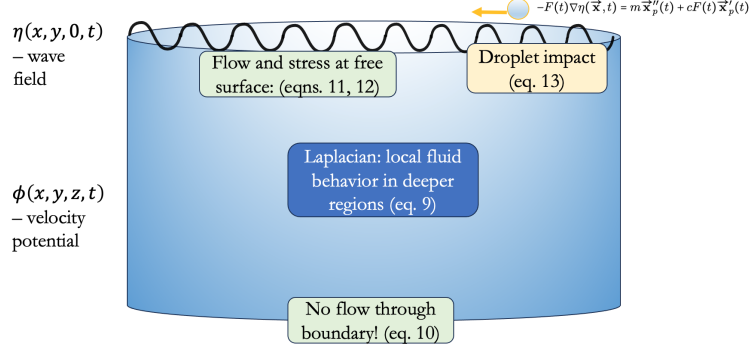 −F(t)∇η(x⃗, t) = m x⃗ₚ″(t) + cF(t) x⃗ₚ′(t)
η(x, y, 0, t)
– wave
field
Flow and stress at free
surface: (eqns. 11, 12)
Droplet impact
(eq. 13)
Laplacian: local fluid
behavior in deeper
regions (eq. 9)
ϕ(x, y, z, t)
– velocity
potential
No flow through
boundary! (eq. 10)